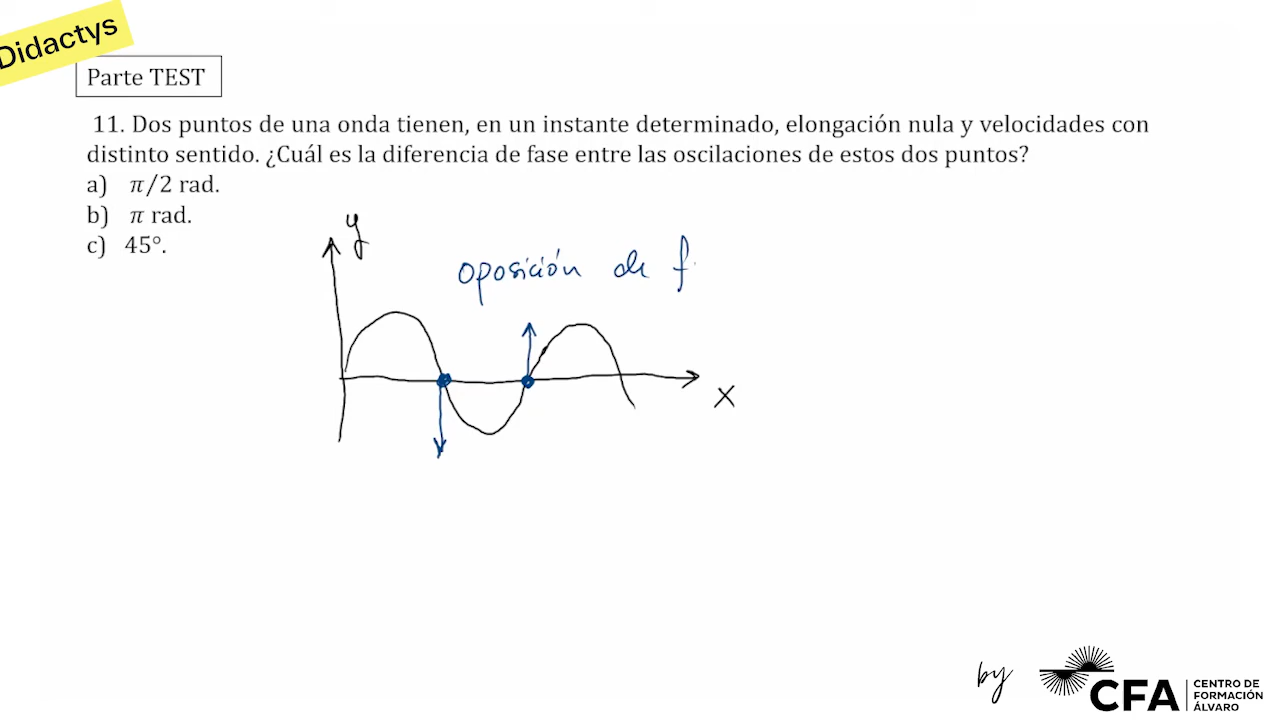 Didactys
Parte TEST
11. Dos puntos de una onda tienen, en un instante determinado, elongación nula y velocidades con
distinto sentido. ¿Cuál es la diferencia de fase entre las oscilaciones de estos dos puntos?
a) π/2 rad.
b) π rad.
c) 45°.
y
oposición de f
x
by
CFA
CENTRO DE
FORMACIÓN
ÁLVARO